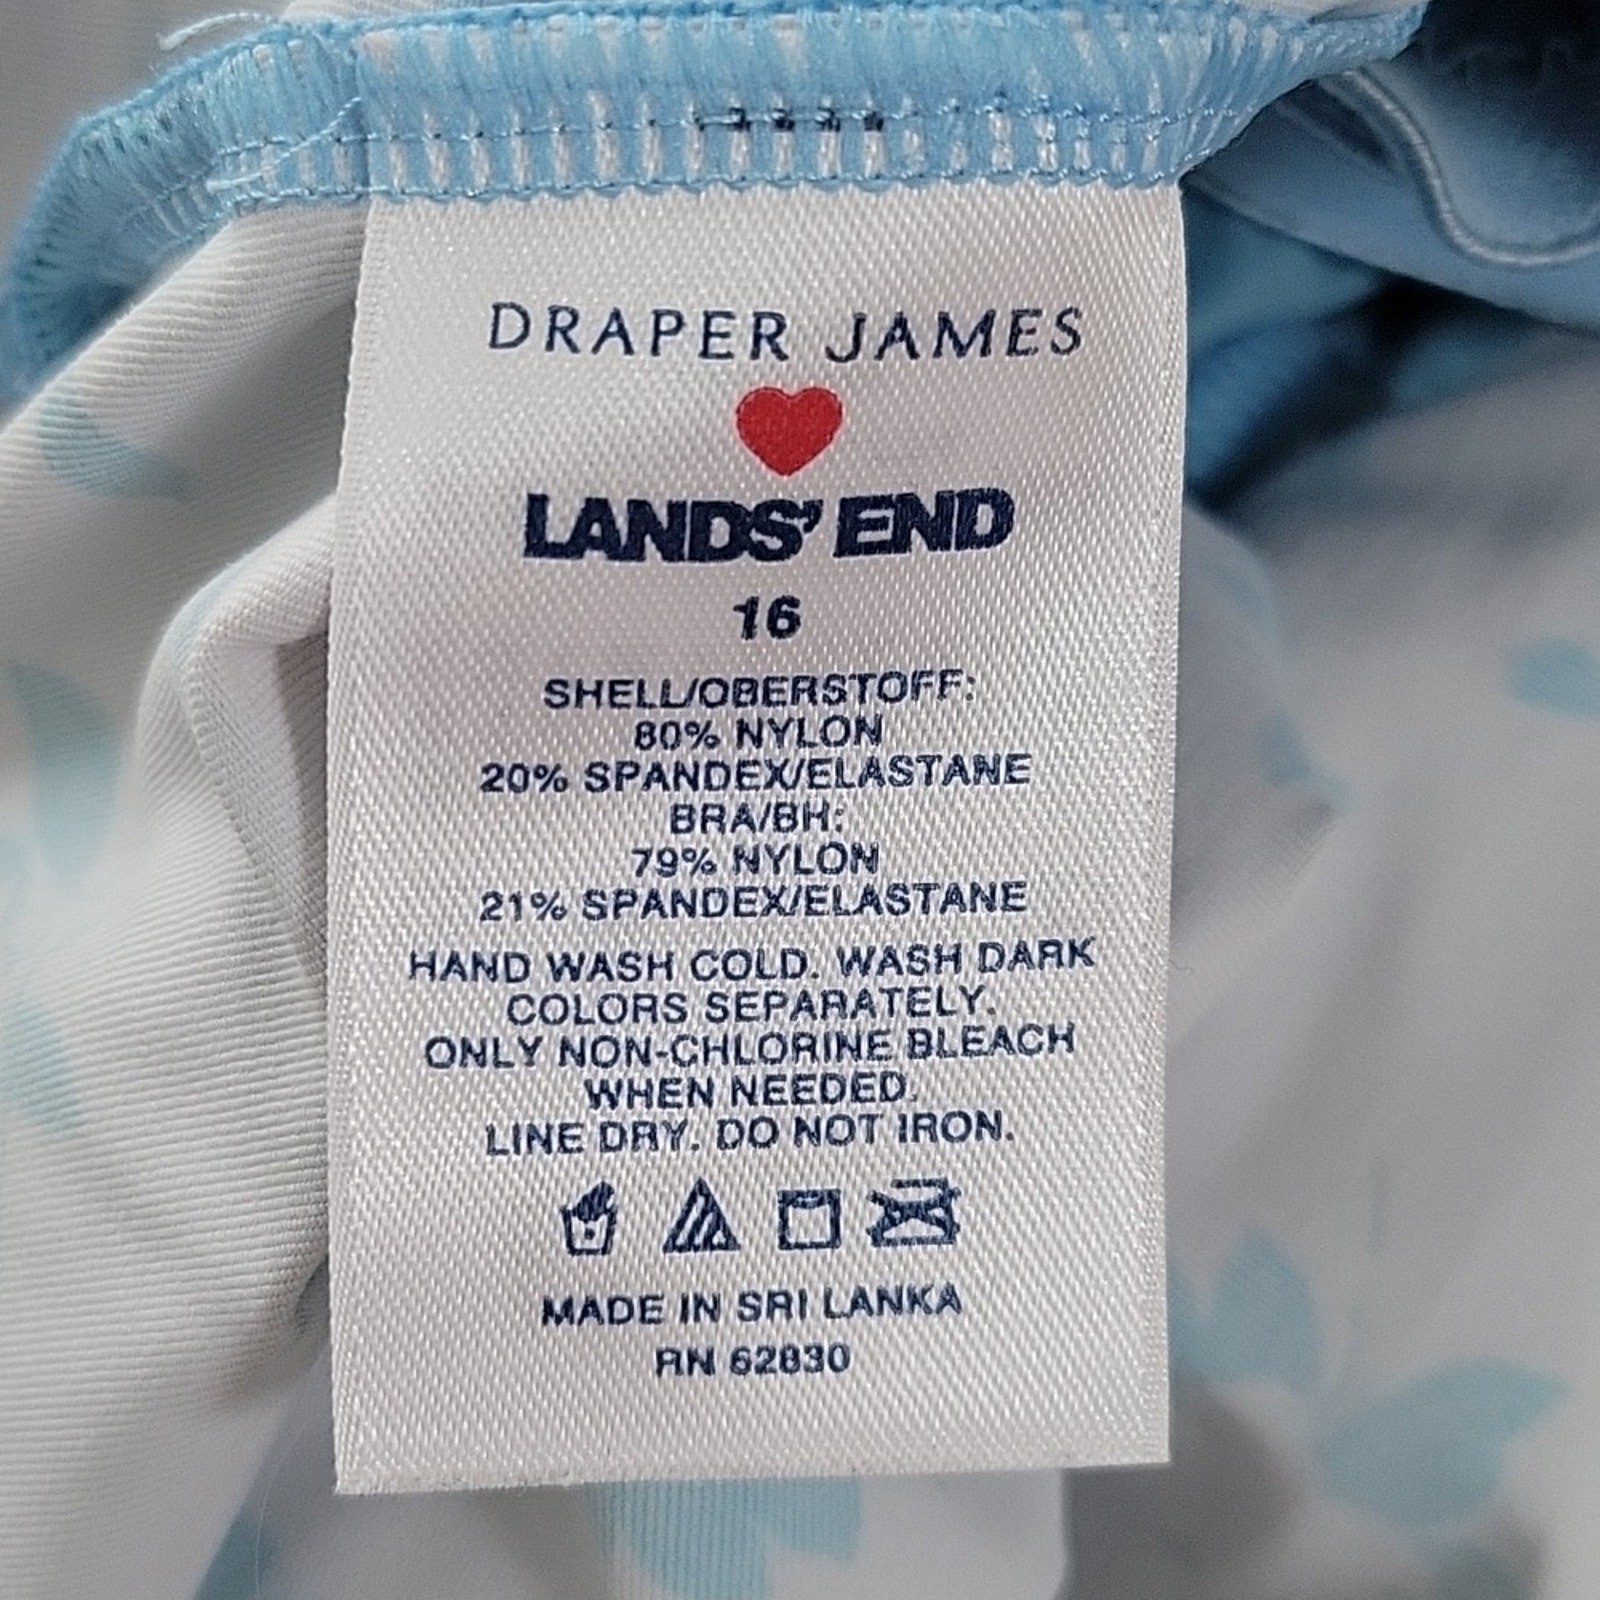 DRAPER JAMES
LANDS' END
16
SHELL/OBERSTOFF:
80% NYLON
20% SPANDEX/ELASTANE
BRA/BH:
79% NYLON
21% SPANDEX/ELASTANE
HAND WASH COLD. WASH DARK
COLORS SEPARATELY.
ONLY NON-CHLORINE BLEACH
WHEN NEEDED.
LINE DRY. DO NOT IRON.
MADE IN SRI LANKA
RN 62830